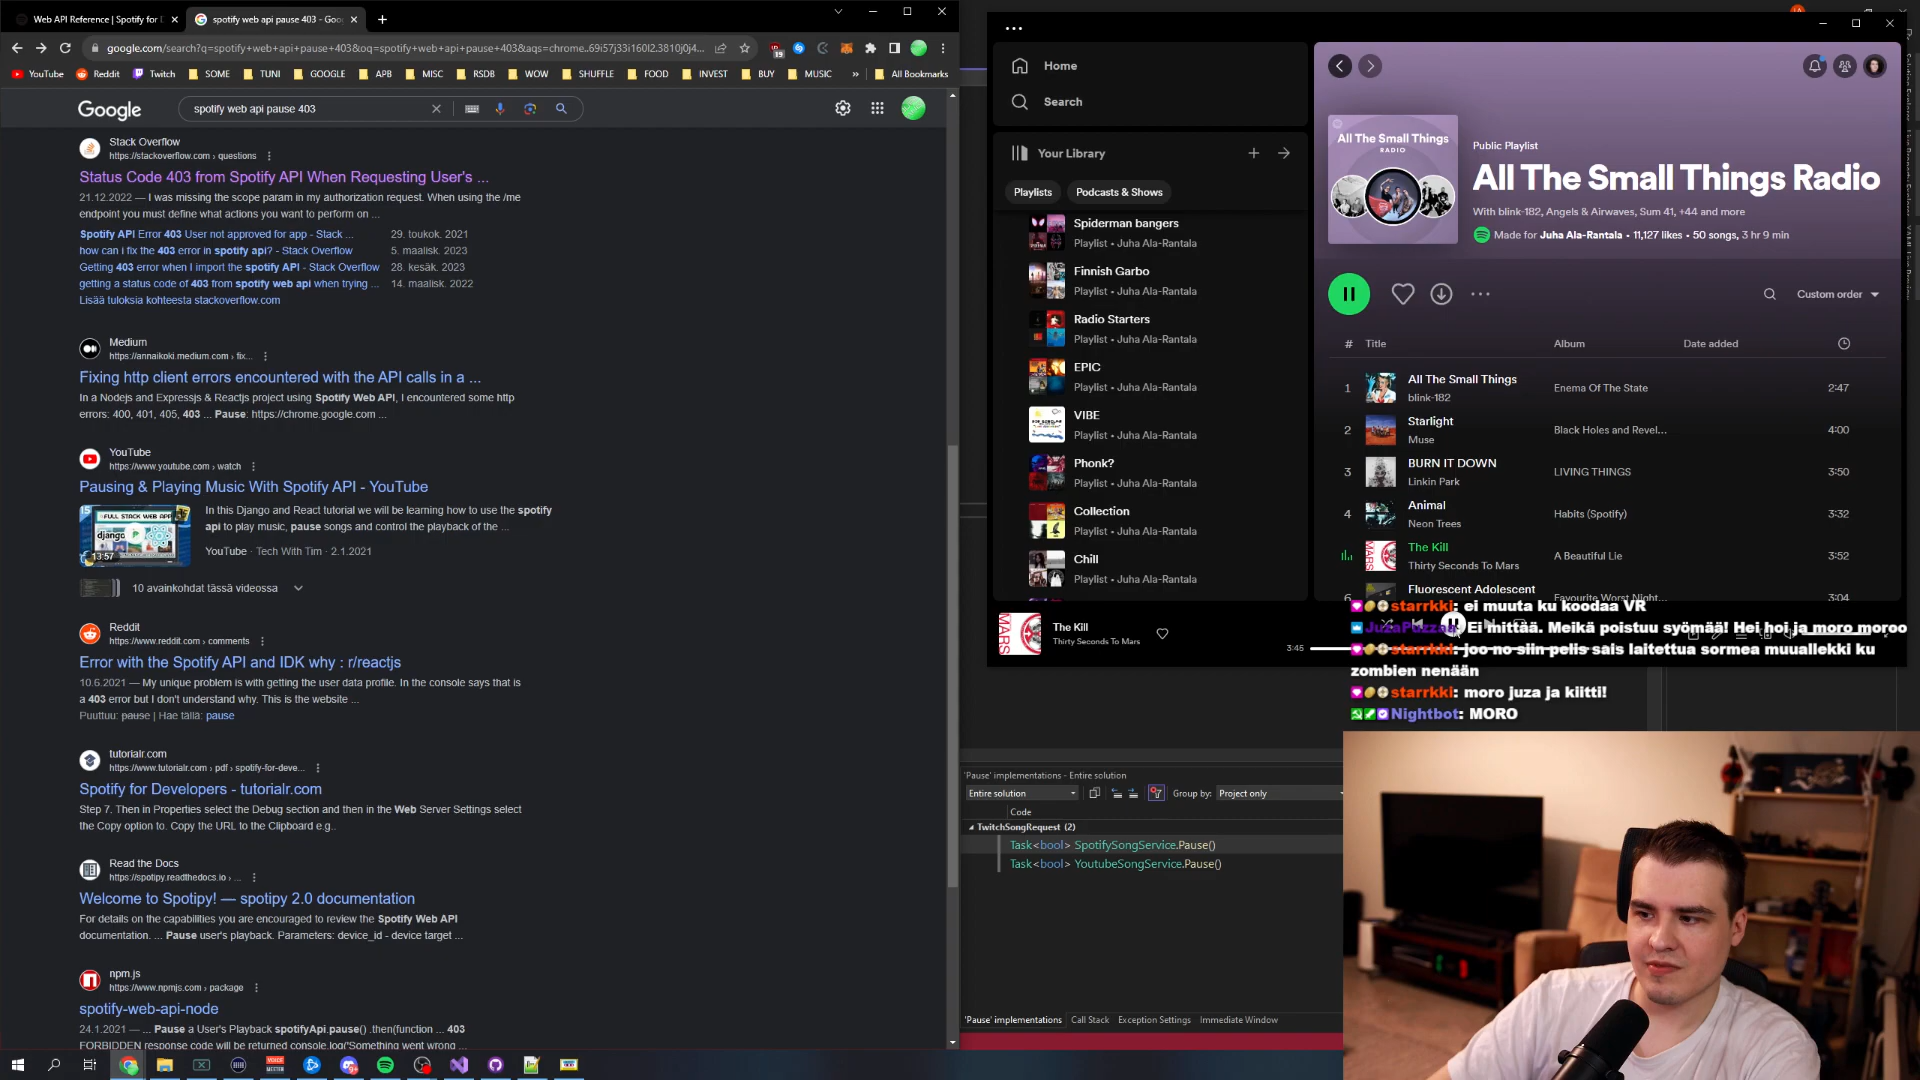 Web API Reference | Spotify for D
spotify web api pause 403 - Goo
google.com/search?q=spotify+web+api+pause+403&oq=spotify+web+api+pause+403&aqs=chrome..69i57j33i160l2.3810j0j4...
YouTube Reddit Twitch SOME TUNI GOOGLE APB MISC RSDB WOW SHUFFLE FOOD INVEST BUY MUSIC » All Bookmarks
Google
spotify web api pause 403
Stack Overflow
https://stackoverflow.com › questions
Status Code 403 from Spotify API When Requesting User's ...
21.12.2022 — I was missing the scope param in my authorization request. When using the /me
endpoint you must define what actions you want to perform on ...
Spotify API Error 403 User not approved for app - Stack ... 29. toukok. 2021
how can i fix the 403 error in spotify api? - Stack Overflow 5. maalisk. 2023
Getting 403 error when I import the spotify API - Stack Overflow 28. kesäk. 2023
getting a status code of 403 from spotify web api when trying ... 14. maalisk. 2022
Lisää tuloksia kohteesta stackoverflow.com
Medium
https://annaikoki.medium.com › fix...
Fixing http client errors encountered with the API calls in a ...
In a Nodejs and Expressjs & Reactjs project using Spotify Web API, I encountered some http
errors: 400, 401, 405, 403 ... Pause: https://chrome.google.com ...
YouTube
https://www.youtube.com › watch
Pausing & Playing Music With Spotify API - YouTube
FULL STACK WEB APP
django
13:57
In this Django and React tutorial we will be learning how to use the spotify
api to play music, pause songs and control the playback of the ...
YouTube · Tech With Tim · 2.1.2021
10 avainkohdat tässä videossa
Reddit
https://www.reddit.com › comments
Error with the Spotify API and IDK why : r/reactjs
10.6.2021 — My unique problem is with getting the user data profile. In the console says that is
a 403 error but I don't understand why. This is the website ...
Puuttuu: pause | Hae tällä: pause
tutorialr.com
https://www.tutorialr.com › pdf › spotify-for-deve...
Spotify for Developers - tutorialr.com
Step 7. Then in Properties select the Debug section and then in the Web Server Settings select
the Copy option to. Copy the URL to the Clipboard e.g..
Read the Docs
https://spotipy.readthedocs.io › ...
Welcome to Spotipy! — spotipy 2.0 documentation
For details on the capabilities you are encouraged to review the Spotify Web API
documentation. ... Pause user's playback. Parameters: device_id - device target ...
npm.js
https://www.npmjs.com › package
spotify-web-api-node
24.1.2021 — ... Pause a User's Playback spotifyApi.pause() .then(function ... 403
FORBIDDEN response code will be returned console.log('Something went wrong ...
Home
Search
Your Library
Playlists
Podcasts & Shows
Spiderman bangers
Playlist • Juha Ala-Rantala
Finnish Garbo
Playlist • Juha Ala-Rantala
Radio Starters
Playlist • Juha Ala-Rantala
EPIC
Playlist • Juha Ala-Rantala
VIBE
Playlist • Juha Ala-Rantala
Phonk?
Playlist • Juha Ala-Rantala
Collection
Playlist • Juha Ala-Rantala
Chill
Playlist • Juha Ala-Rantala
All The Small Things
RADIO
Public Playlist
All The Small Things Radio
With blink-182, Angels & Airwaves, Sum 41, +44 and more
Made for Juha Ala-Rantala • 11,127 likes • 50 songs, 3 hr 9 min
Custom order
# Title Album Date added
1 All The Small Things Enema Of The State 2:47
blink-182
2 Starlight Black Holes and Revel... 4:00
Muse
3 BURN IT DOWN LIVING THINGS 3:50
Linkin Park
4 Animal Habits (Spotify) 3:32
Neon Trees
The Kill A Beautiful Lie 3:52
Thirty Seconds To Mars
6 Fluorescent Adolescent Favourite Worst Night... 3:04
MARS
The Kill
Thirty Seconds To Mars
3:45
starrkki: ei muuta ku koodaa VR
JuzaPuzzaa: Ei mittää. Meikä poistuu syömää! Hei hoi ja moro moroo
starrkki: joo no siin pelis sais laitettua sormea muuallekki ku
zombien nenään
starrkki: moro juza ja kiitti!
Nightbot: MORO
'Pause' implementations - Entire solution
Entire solution
Group by: Project only
Code
TwitchSongRequest (2)
Task<bool> SpotifySongService.Pause()
Task<bool> YoutubeSongService.Pause()
'Pause' implementations Call Stack Exception Settings Immediate Window